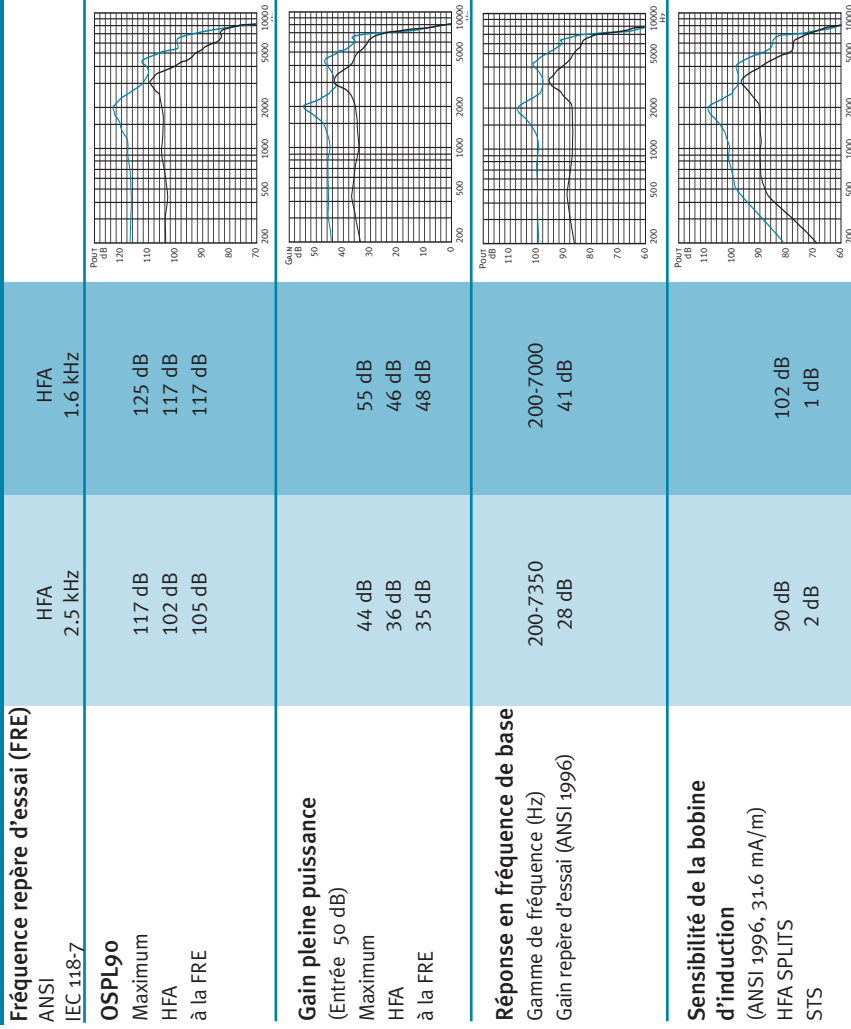 Fréquence repère d'essai (FRE)
ANSI HFA HFA
IEC 118-7 2.5 kHz 1.6 kHz
OSPL90
Maximum 117 dB 125 dB
HFA 102 dB 117 dB
à la FRE 105 dB 117 dB
POUT
dB
120
110
100
90
80
70
200 500 1000 2000 5000 10000
Hz
Gain pleine puissance
(Entrée 50 dB)
Maximum 44 dB 55 dB
HFA 36 dB 46 dB
à la FRE 35 dB 48 dB
GAIN
dB
50
40
30
20
10
0
200 500 1000 2000 5000 10000
Hz
Réponse en fréquence de base
Gamme de fréquence (Hz) 200-7350 200-7000
Gain repère d'essai (ANSI 1996) 28 dB 41 dB
POUT
dB
110
100
90
80
70
60
200 500 1000 2000 5000 10000
Hz
Sensibilité de la bobine
d'induction
(ANSI 1996, 31.6 mA/m)
HFA SPLITS 90 dB 102 dB
STS 2 dB 1 dB
POUT
dB
110
100
90
80
70
60
200 500 1000 2000 5000 10000